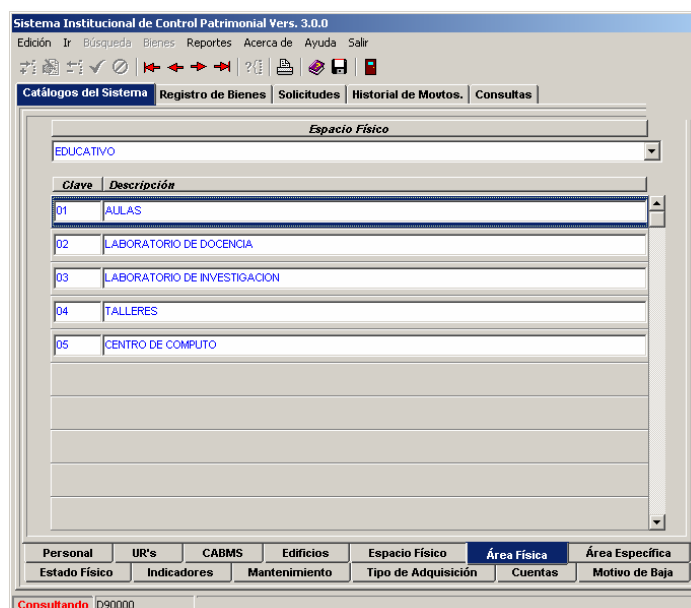 Sistema Institucional de Control Patrimonial Vers. 3.0.0
Edición Ir Búsqueda Bienes Reportes Acerca de Ayuda Salir
Catálogos del Sistema Registro de Bienes Solicitudes Historial de Movtos. Consultas
Espacio Físico
EDUCATIVO
Clave Descripción
01 AULAS
02 LABORATORIO DE DOCENCIA
03 LABORATORIO DE INVESTIGACION
04 TALLERES
05 CENTRO DE COMPUTO
Personal UR's CABMS Edificios Espacio Físico Área Física Área Específica
Estado Físico Indicadores Mantenimiento Tipo de Adquisición Cuentas Motivo de Baja
Consultando D90000